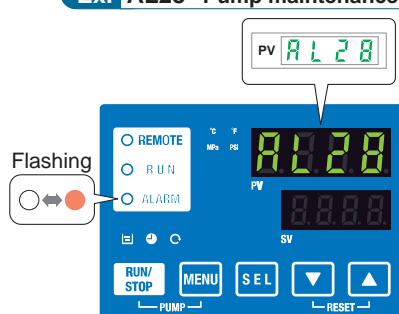 Ex. AL28 Pump maintenance
PV AL28
Flashing
REMOTE
RUN
ALARM
°C °F
MPa PSI
AL28
PV
8.8.8.8.
SV
RUN/
STOP
MENU
SEL
PUMP
RESET